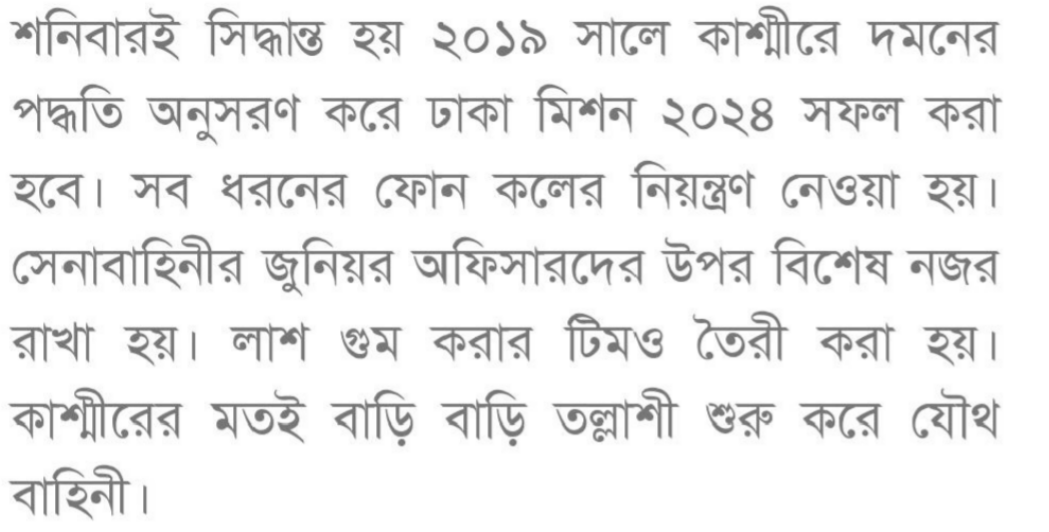 শনিবারই সিদ্ধান্ত হয় ২০১৯ সালে কাশ্মীরে দমনের
পদ্ধতি অনুসরণ করে ঢাকা মিশন ২০২৪ সফল করা
হবে। সব ধরনের ফোন কলের নিয়ন্ত্রণ নেওয়া হয়।
সেনাবাহিনীর জুনিয়র অফিসারদের উপর বিশেষ নজর
রাখা হয়। লাশ গুম করার টিমও তৈরী করা হয়।
কাশ্মীরের মতই বাড়ি বাড়ি তল্লাশী শুরু করে যৌথ
বাহিনী।